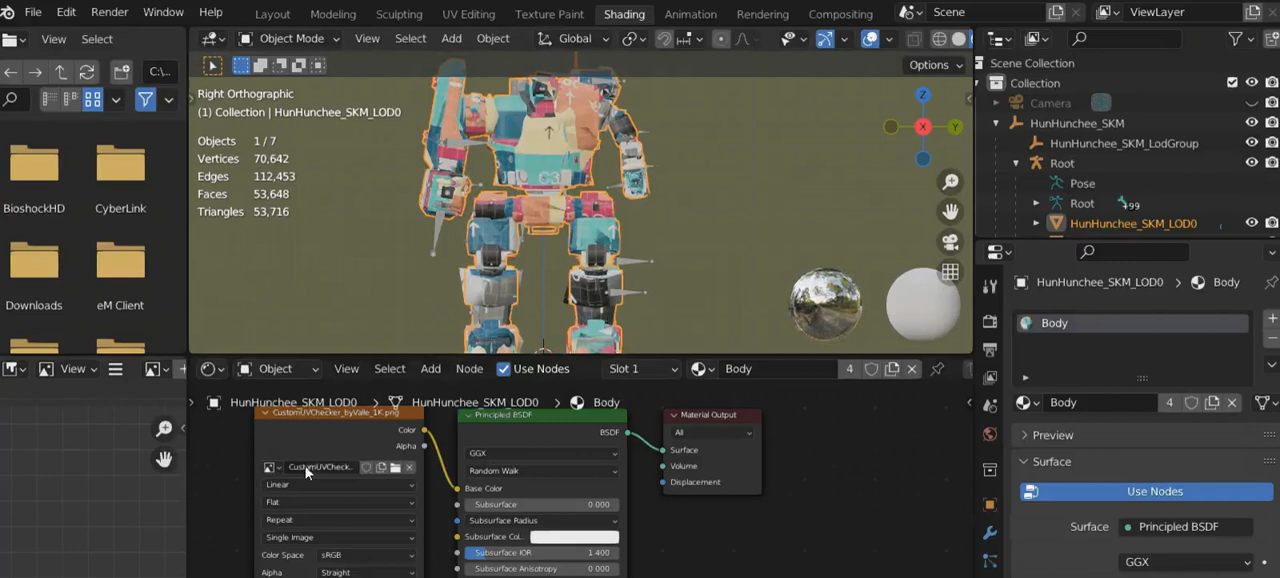 File Edit Render Window Help Layout Modeling Sculpting UV Editing Texture Paint Shading Animation Rendering Compositing Scene ViewLayer
View Select Object Mode View Select Add Object Global
C:\...
Options
BioshockHD CyberLink
Downloads eM Client
Right Orthographic
(1) Collection | HunHunchee_SKM_LOD0
Objects 1 / 7
Vertices 70,642
Edges 112,453
Faces 53,648
Triangles 53,716
Z
X
Y
Scene Collection
Collection
Camera
HunHunchee_SKM
HunHunchee_SKM_LodGroup
Root
Pose
Root +99
HunHunchee_SKM_LOD0
HunHunchee_SKM_LOD0 Body
Body
Body 4
Preview
Surface
Use Nodes
Surface Principled BSDF
GGX
View Object View Select Add Node Use Nodes Slot 1 Body 4
HunHunchee_SKM_LOD0 HunHunchee_SKM_LOD0 Body
CustomUVChecker_byValle_1K.png
Color
Alpha
CustomUVCheck..
Linear
Flat
Repeat
Single Image
Color Space sRGB
Alpha Straight
Principled BSDF
BSDF
GGX
Random Walk
Base Color
Subsurface 0.000
Subsurface Radius
Subsurface Col..
Subsurface IOR 1.400
Subsurface Anisotropy 0.000
Material Output
All
Surface
Volume
Displacement